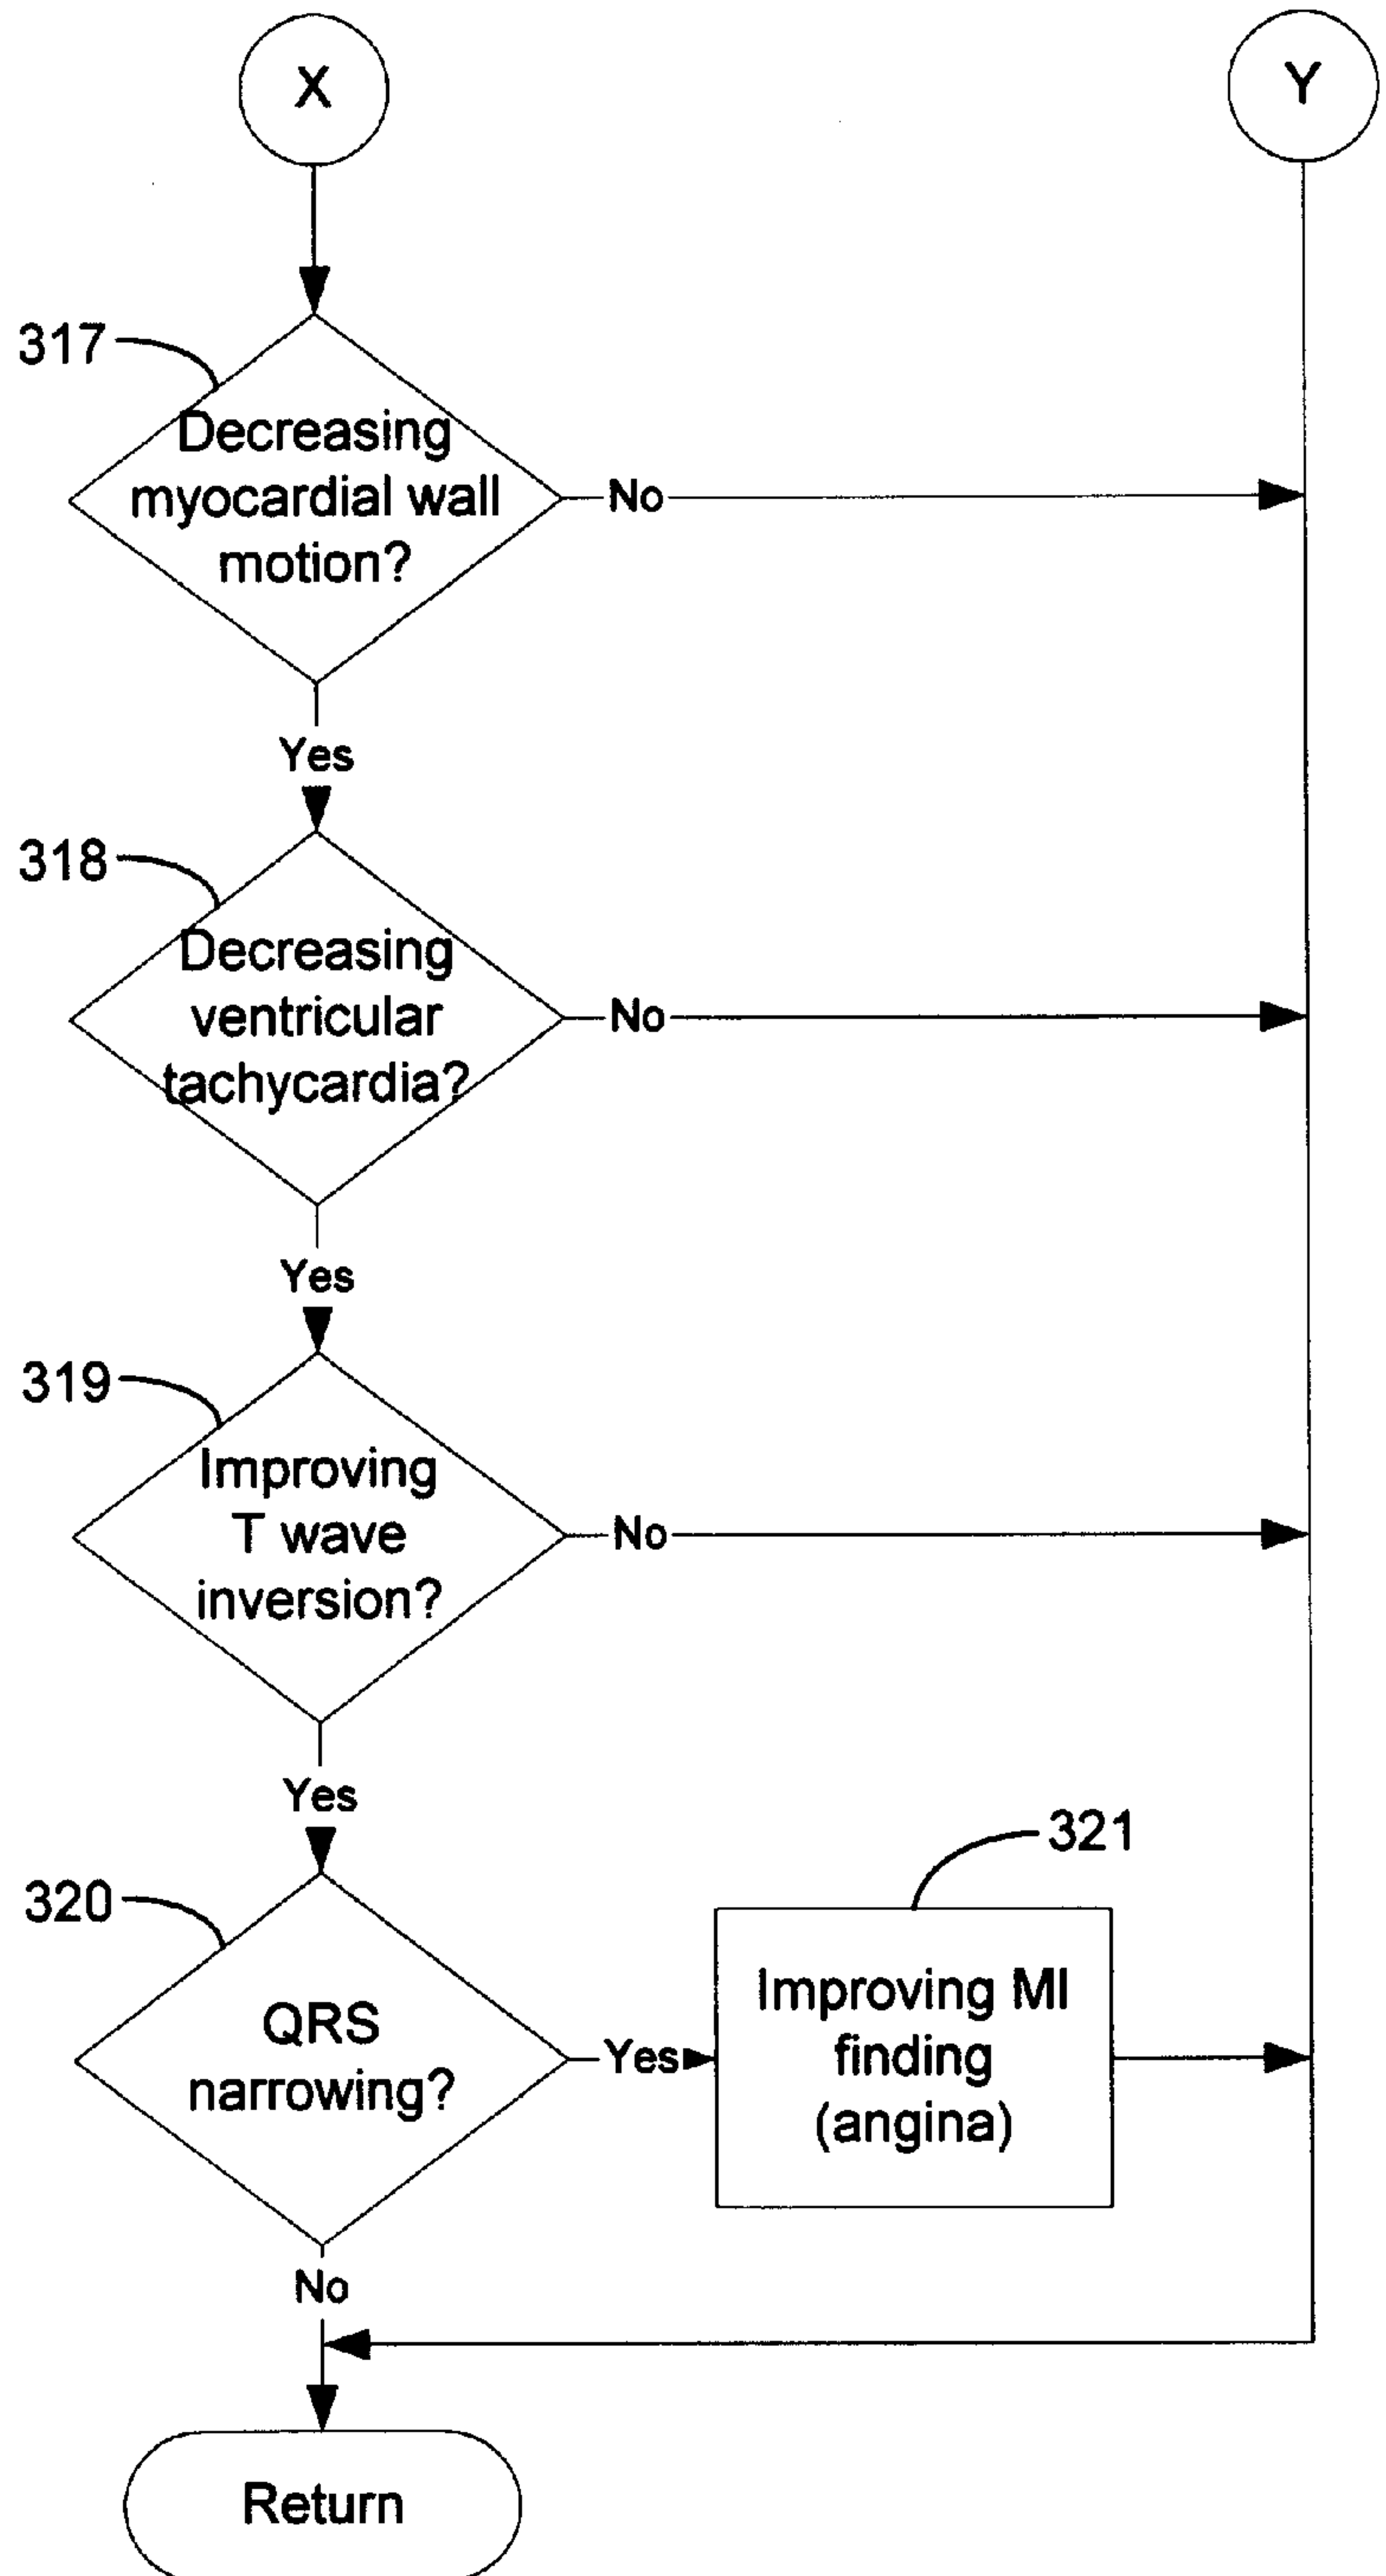 X
Y
317
Decreasing
myocardial wall
motion?
No
Yes
318
Decreasing
ventricular
tachycardia?
No
Yes
319
Improving
T wave
inversion?
No
Yes
320
QRS
narrowing?
Yes
321
Improving MI
finding
(angina)
No
Return